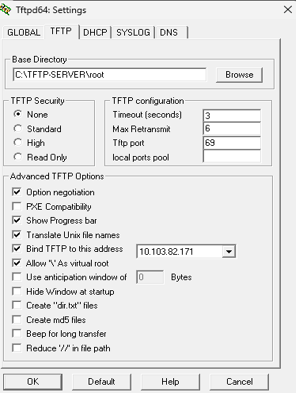 Tftpd64: Settings
GLOBAL TFTP DHCP SYSLOG DNS
Base Directory
C:\TFTP-SERVER\root Browse
TFTP Security
None
Standard
High
Read Only
TFTP configuration
Timeout (seconds) 3
Max Retransmit 6
Tftp port 69
local ports pool
Advanced TFTP Options
Option negotiation
PXE Compatibility
Show Progress bar
Translate Unix file names
Bind TFTP to this address 10.103.82.171
Allow '\' As virtual root
Use anticipation window of 0 Bytes
Hide Window at startup
Create "dir.txt" files
Create md5 files
Beep for long transfer
Reduce '//' in file path
OK Default Help Cancel